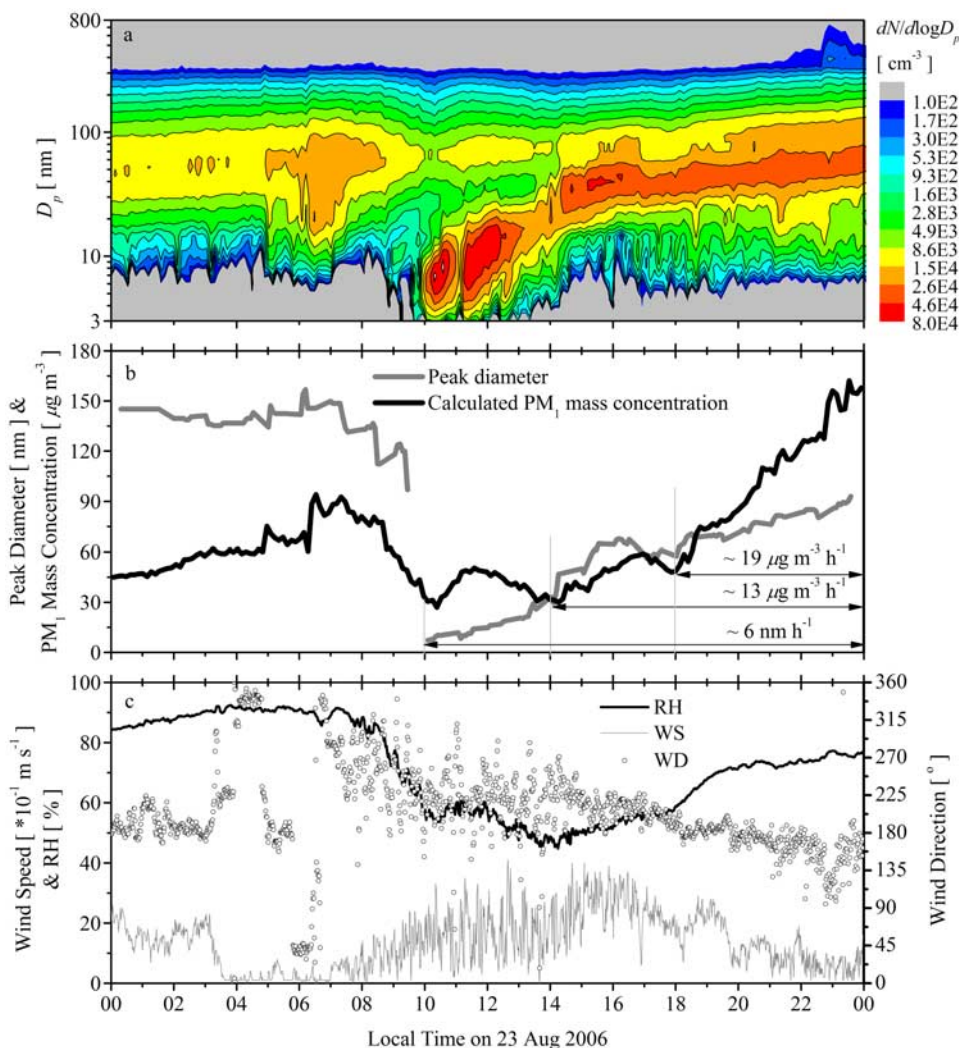 a
dN/dlogDp
[ cm-3 ]
800
100
10
3
Dp [ nm ]
1.0E2
1.7E2
3.0E2
5.3E2
9.3E2
1.6E3
2.8E3
4.9E3
8.6E3
1.5E4
2.6E4
4.6E4
8.0E4
b
Peak diameter
Calculated PM1 mass concentration
Peak Diameter [ nm ] &
PM1 Mass Concentration [ μg m-3 ]
180
150
120
90
60
30
0
~ 19 μg m-3 h-1
~ 13 μg m-3 h-1
~ 6 nm h-1
c
RH
WS
WD
Wind Speed [ *10-1 m s-1 ]
& RH [ % ]
100
80
60
40
20
0
360
315
270
225
180
135
90
45
0
Wind Direction [ ° ]
00 02 04 06 08 10 12 14 16 18 20 22 00
Local Time on 23 Aug 2006